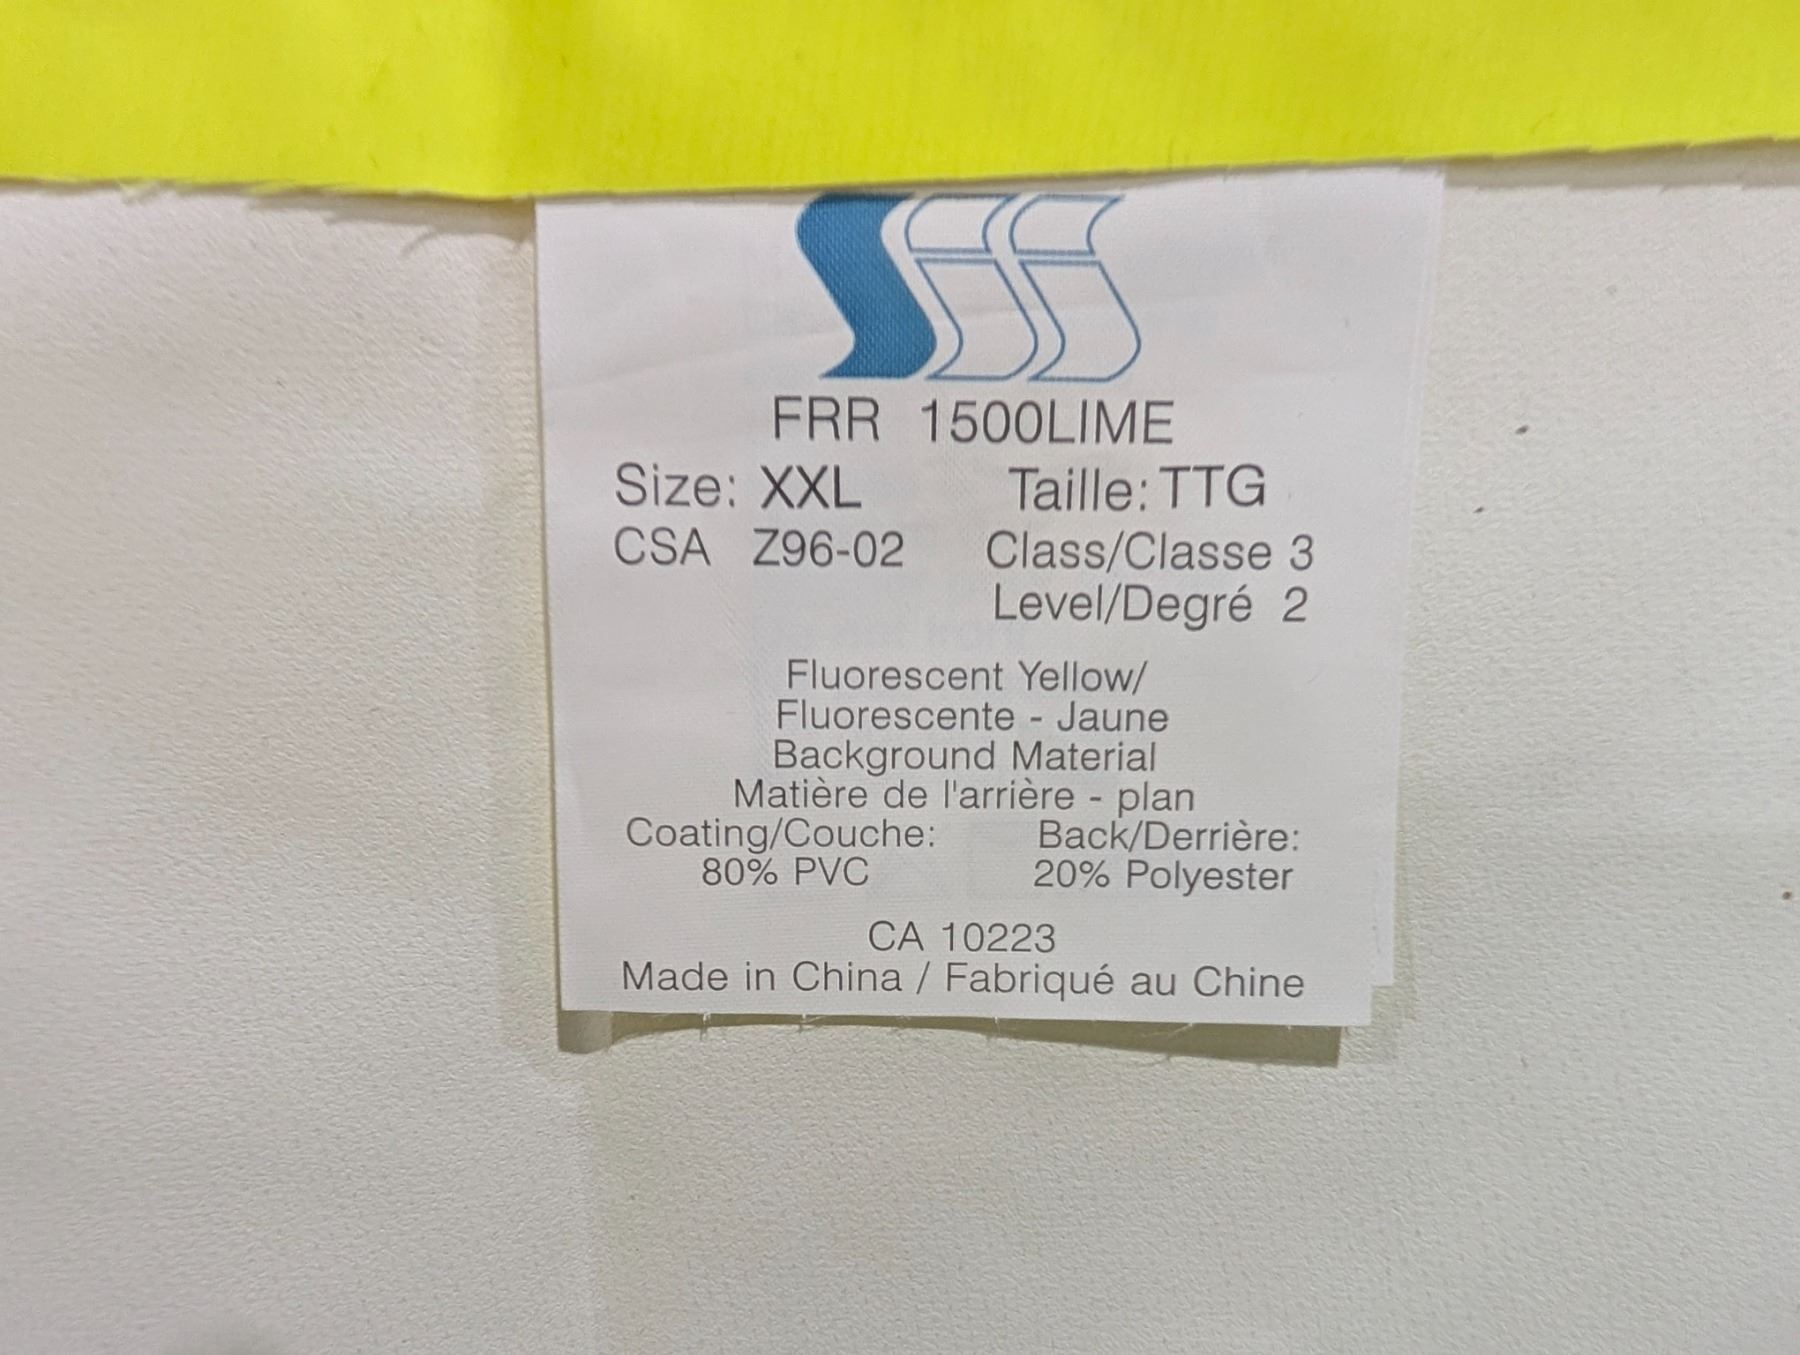 SSS
FRR 1500LIME
Size: XXL Taille: TTG
CSA Z96-02 Class/Classe 3
Level/Degré 2
Fluorescent Yellow/
Fluorescente - Jaune
Background Material
Matière de l'arrière - plan
Coating/Couche: Back/Derrière:
80% PVC 20% Polyester
CA 10223
Made in China / Fabriqué au Chine